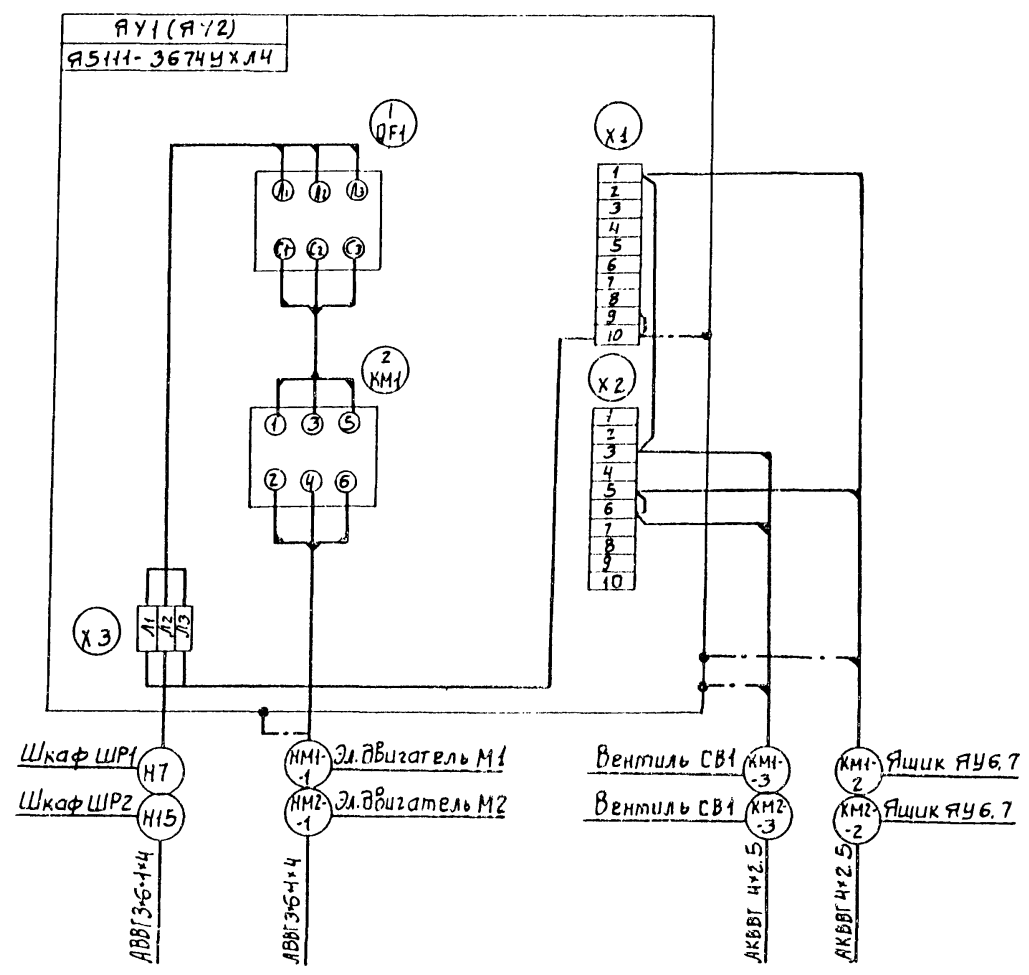 ЯУ1 (ЯУ2)
Я5111-3674УХЛ4
1
QF1
Л1 Л2 Л3
С1 С2 С3
2
КМ1
1 3 5
2 4 6
Х1
1
2
3
4
5
6
7
8
9
10
Х2
1
2
3
4
5
6
7
8
9
10
Х3
Л1 Л2 Л3
Шкаф ШР1
Н7
Шкаф ШР2
Н15
НМ1-
-1
Эл.двигатель М1
НМ2-
-1
Эл.двигатель М2
Вентиль СВ1
КМ1-
-3
Вентиль СВ1
КМ2-
-3
КМ1-
2
Ящик ЯУ6.7
КМ2-
-2
Ящик ЯУ6.7
АВВГ3×6+1×4
АВВГ3×6+1×4
АКВВГ 4×2.5
АКВВГ 4×2.5